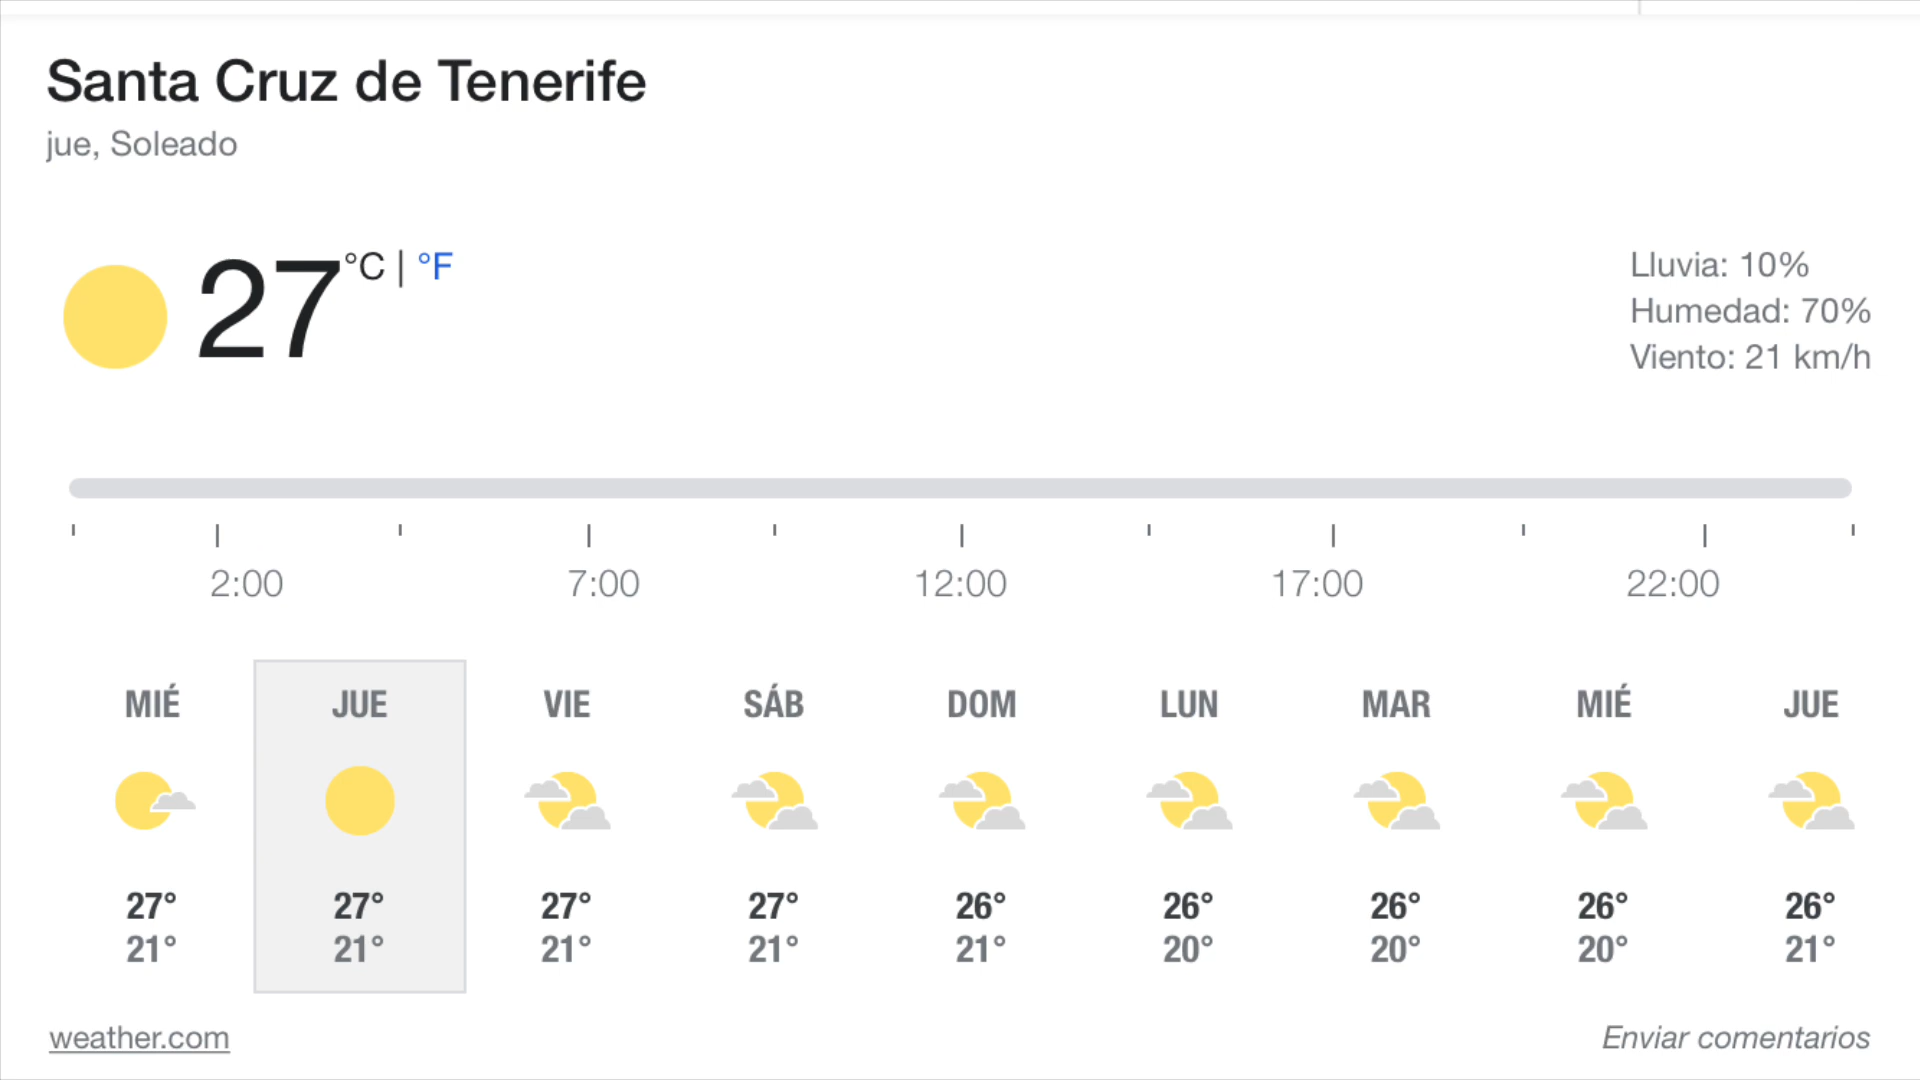 Santa Cruz de Tenerife
jue, Soleado
27 °C | °F
Lluvia: 10%
Humedad: 70%
Viento: 21 km/h
2:00 7:00 12:00 17:00 22:00
MIÉ JUE VIE SÁB DOM LUN MAR MIÉ JUE
27° 27° 27° 27° 26° 26° 26° 26° 26°
21° 21° 21° 21° 21° 20° 20° 20° 21°
weather.com Enviar comentarios